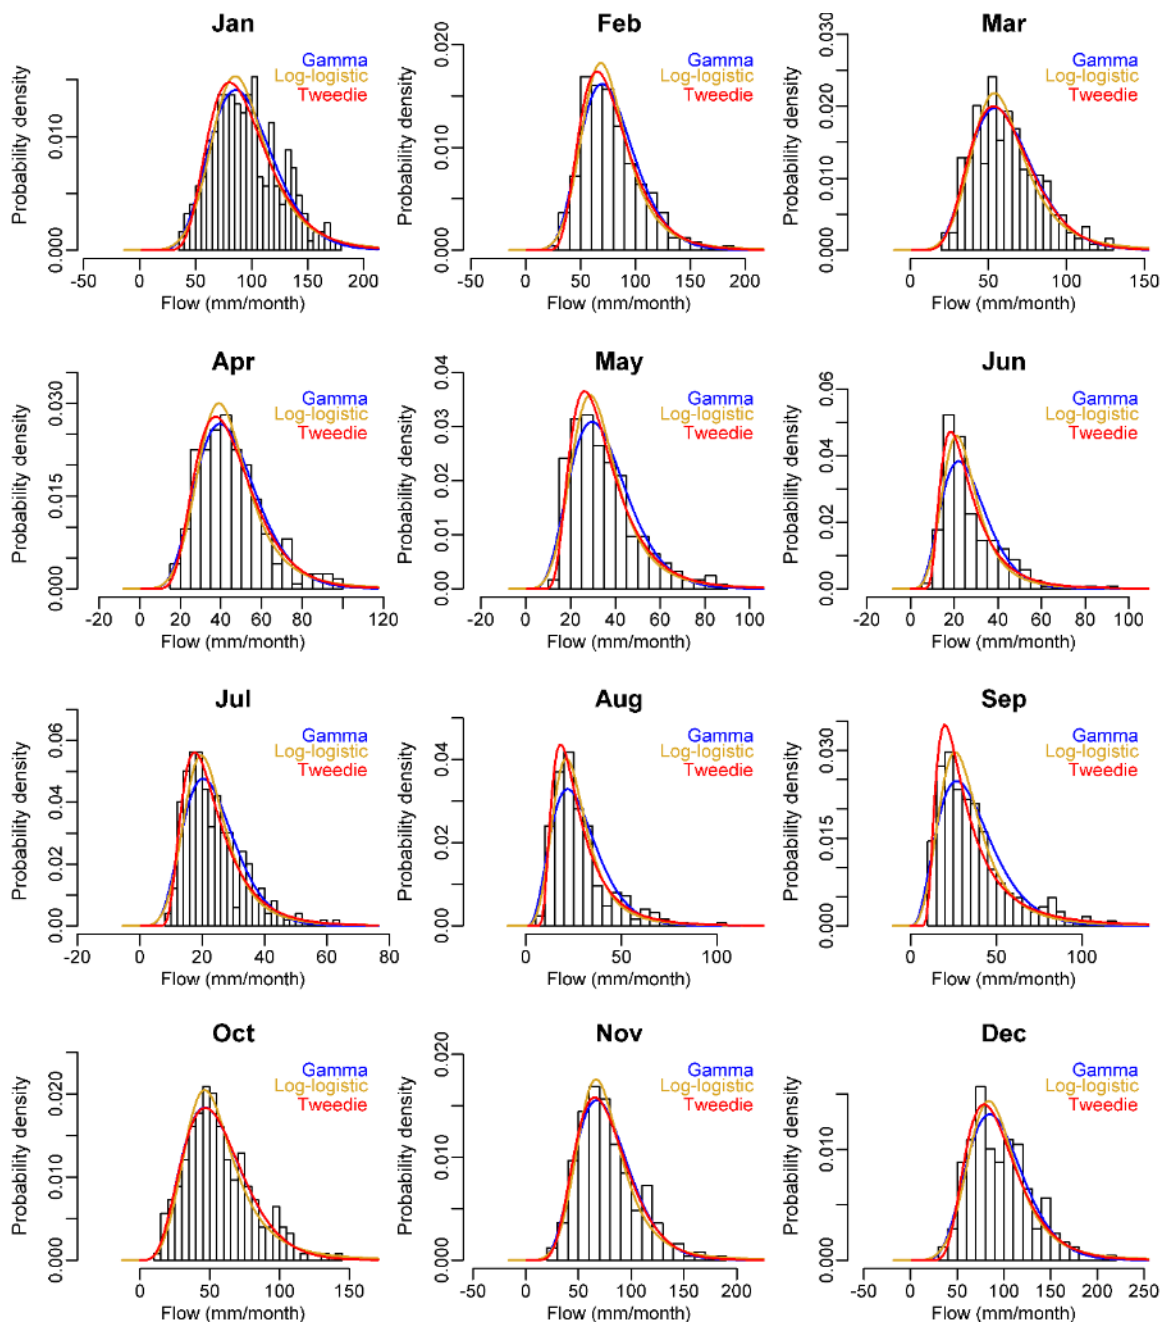 Jan
Probability density
0.000 0.010
Gamma
Log-logistic
Tweedie
-50 0 50 100 150 200
Flow (mm/month)
Feb
Probability density
0.000 0.010 0.020
Gamma
Log-logistic
Tweedie
-50 0 50 100 150 200
Flow (mm/month)
Mar
Probability density
0.000 0.010 0.020 0.030
Gamma
Log-logistic
Tweedie
0 50 100 150
Flow (mm/month)
Apr
Probability density
0.000 0.015 0.030
Gamma
Log-logistic
Tweedie
-20 0 20 40 60 80 120
Flow (mm/month)
May
Probability density
0.00 0.01 0.02 0.03 0.04
Gamma
Log-logistic
Tweedie
-20 0 20 40 60 80 100
Flow (mm/month)
Jun
Probability density
0.00 0.02 0.04 0.06
Gamma
Log-logistic
Tweedie
-20 0 20 40 60 80 100
Flow (mm/month)
Jul
Probability density
0.00 0.02 0.04 0.06
Gamma
Log-logistic
Tweedie
-20 0 20 40 60 80
Flow (mm/month)
Aug
Probability density
0.00 0.02 0.04
Gamma
Log-logistic
Tweedie
0 50 100
Flow (mm/month)
Sep
Probability density
0.000 0.015 0.030
Gamma
Log-logistic
Tweedie
0 50 100
Flow (mm/month)
Oct
Probability density
0.000 0.010 0.020
Gamma
Log-logistic
Tweedie
0 50 100 150
Flow (mm/month)
Nov
Probability density
0.000 0.010 0.020
Gamma
Log-logistic
Tweedie
-50 0 50 100 150 200
Flow (mm/month)
Dec
Probability density
0.000 0.010
Gamma
Log-logistic
Tweedie
-50 0 50 100 150 200 250
Flow (mm/month)